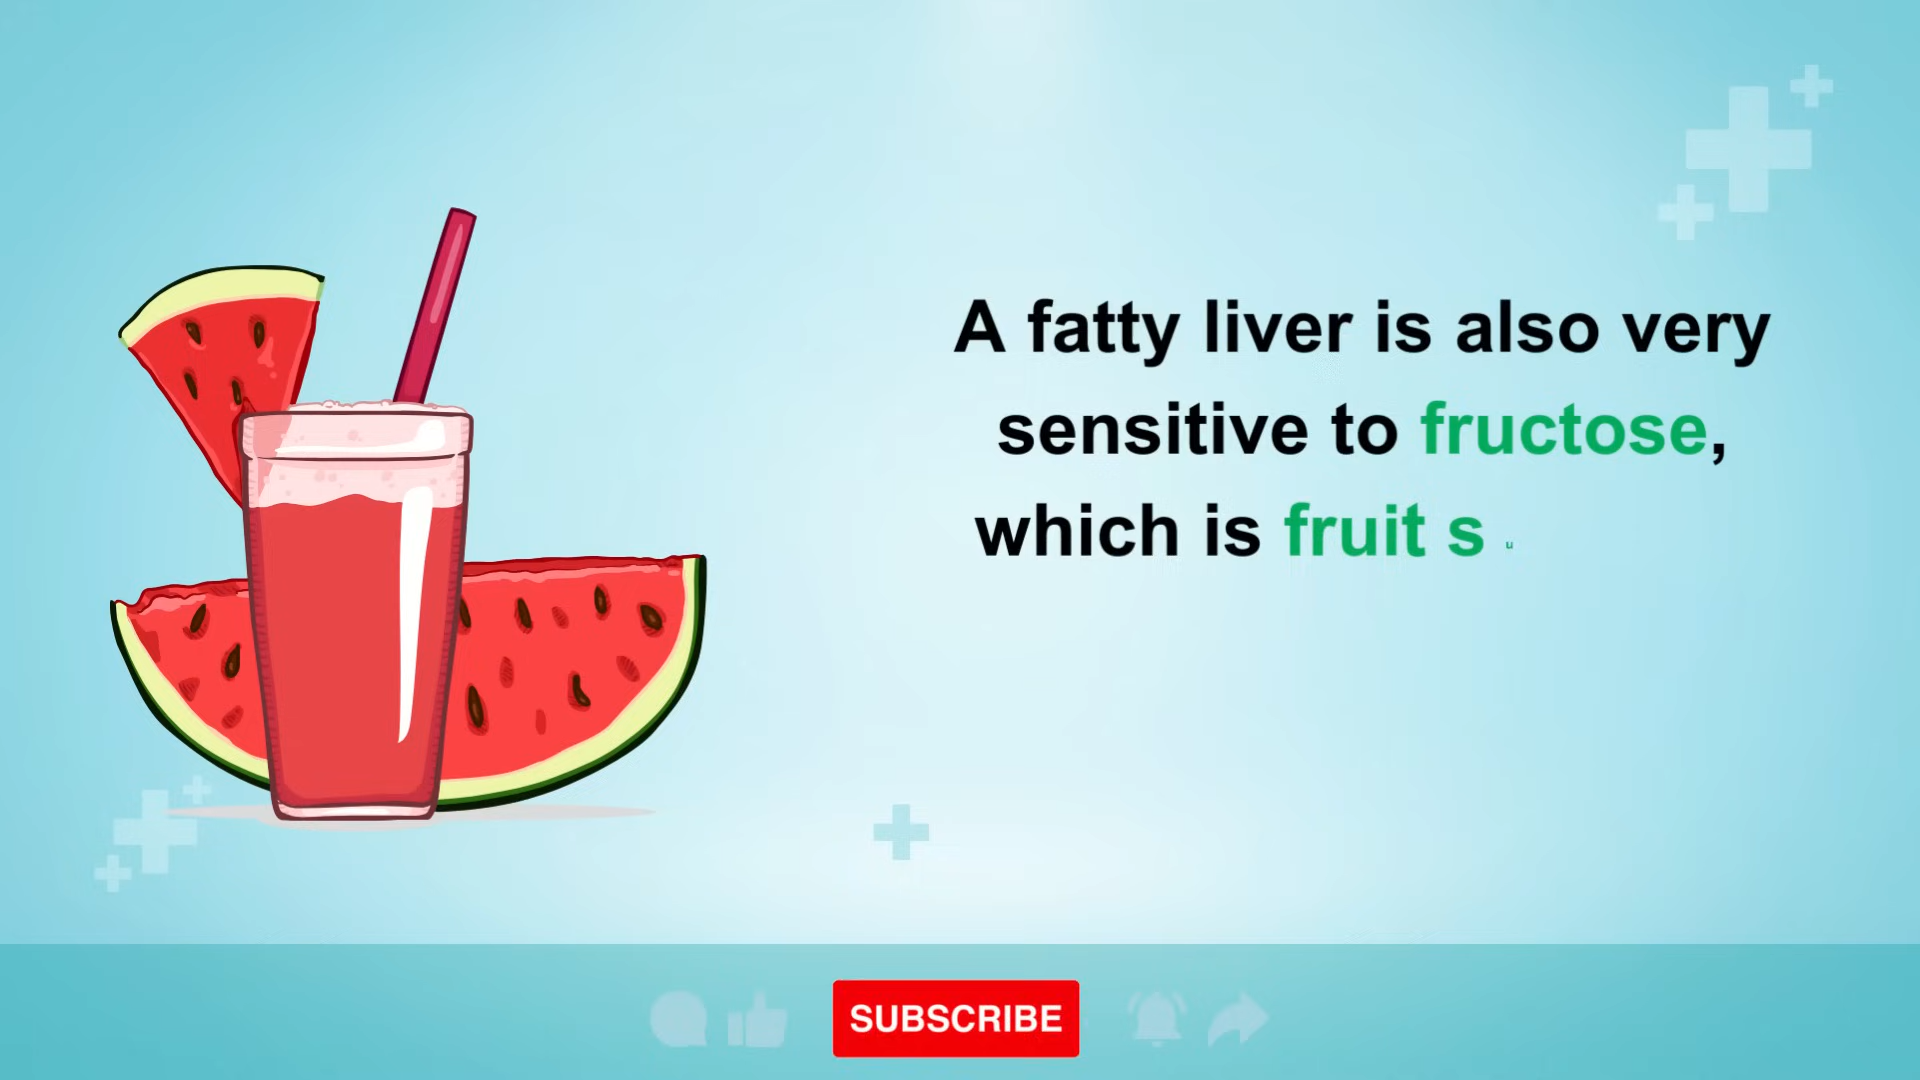 A fatty liver is also very
sensitive to fructose,
which is fruit s u
SUBSCRIBE